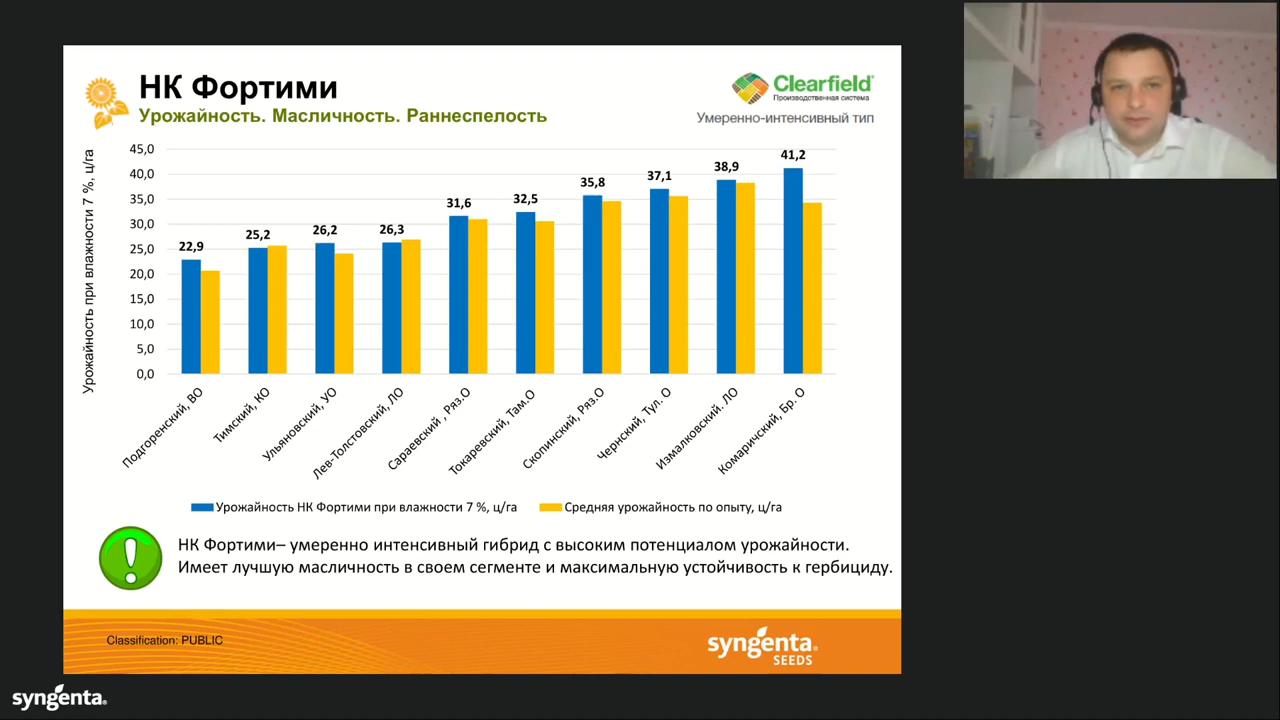 НК Фортими
Урожайность. Масличность. Раннеспелость
Clearfield®
Производственная система
Умеренно-интенсивный тип
Урожайность при влажности 7 %, ц/га
45,0
40,0
35,0
30,0
25,0
20,0
15,0
10,0
5,0
0,0
22,9
25,2
26,2
26,3
31,6
32,5
35,8
37,1
38,9
41,2
Подгоренский, ВО
Тимский, КО
Ульяновский, УО
Лев-Толстовский, ЛО
Сараевский , Ряз.О
Токаревский, Там.О
Скопинский, Ряз.О
Чернский, Тул. О
Измалковский. ЛО
Комаричский, Бр. О
Урожайность НК Фортими при влажности 7 %, ц/га
Средняя урожайность по опыту, ц/га
НК Фортими– умеренно интенсивный гибрид с высоким потенциалом урожайности.
Имеет лучшую масличность в своем сегменте и максимальную устойчивость к гербициду.
Classification: PUBLIC
syngenta®
SEEDS
syngenta®